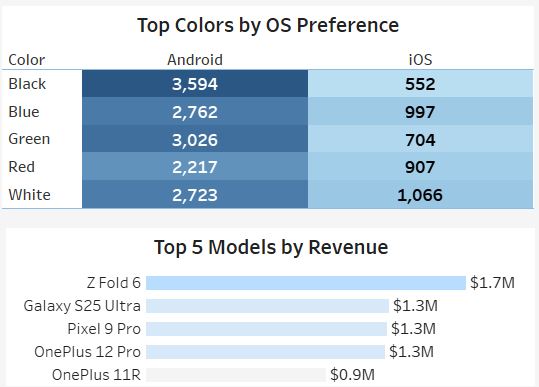 Top Colors by OS Preference
Color Android iOS
Black 3,594 552
Blue 2,762 997
Green 3,026 704
Red 2,217 907
White 2,723 1,066
Top 5 Models by Revenue
Z Fold 6 $1.7M
Galaxy S25 Ultra $1.3M
Pixel 9 Pro $1.3M
OnePlus 12 Pro $1.3M
OnePlus 11R $0.9M